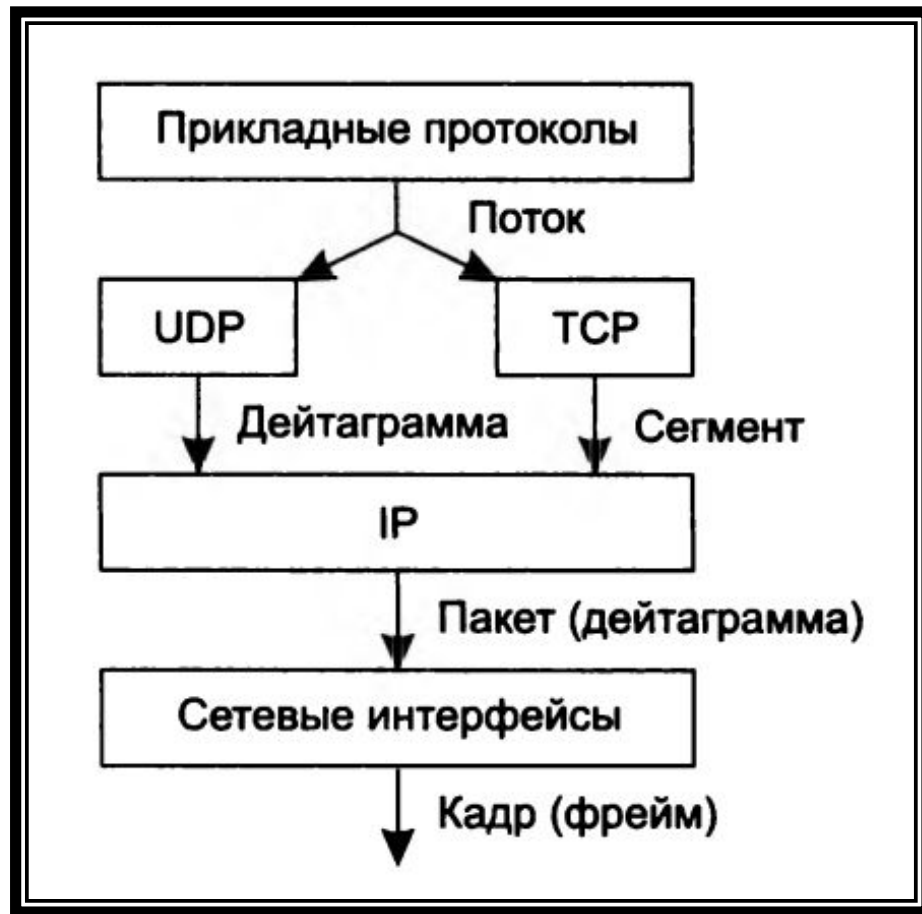 Прикладные протоколы
Поток
UDP
TCP
Дейтаграмма
Сегмент
IP
Пакет (дейтаграмма)
Сетевые интерфейсы
Кадр (фрейм)